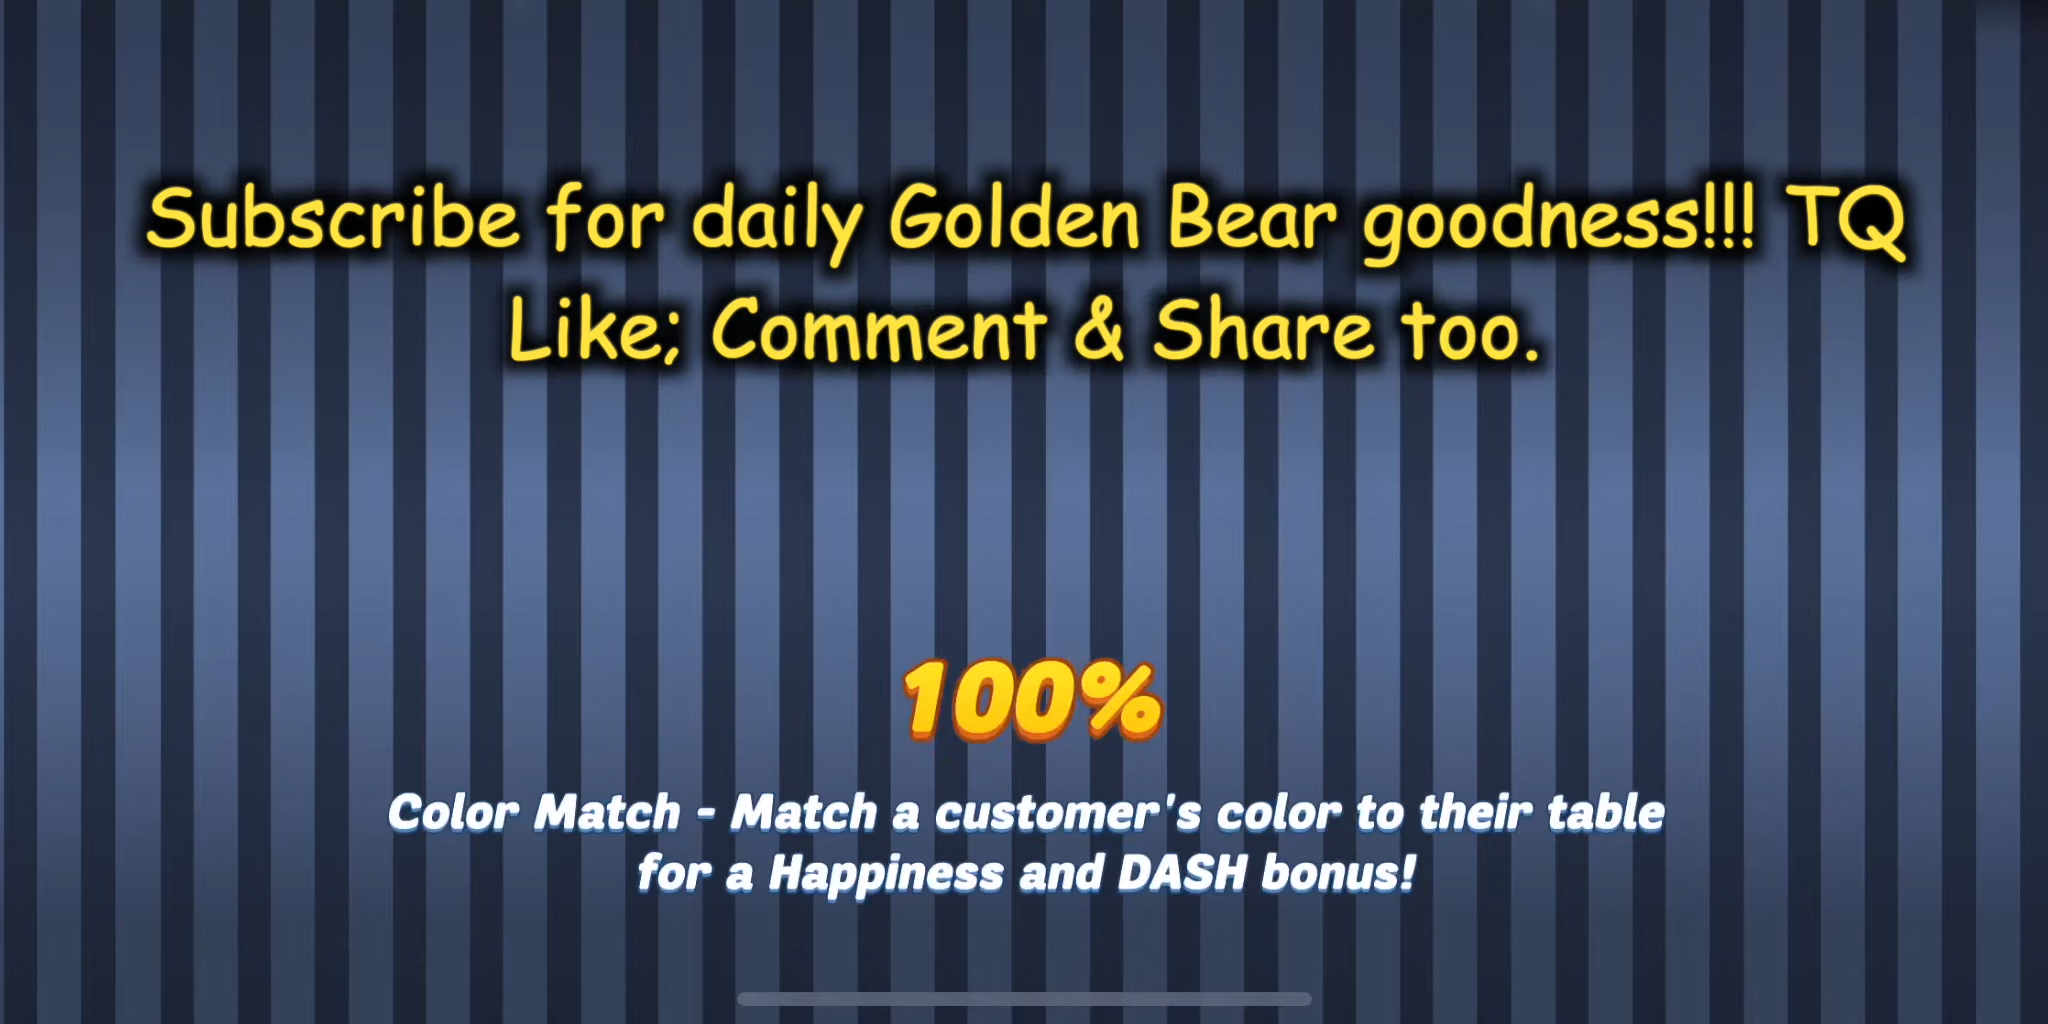 Subscribe for daily Golden Bear goodness!!! TQ
Like; Comment & Share too.
100%
Color Match - Match a customer's color to their table
for a Happiness and DASH bonus!